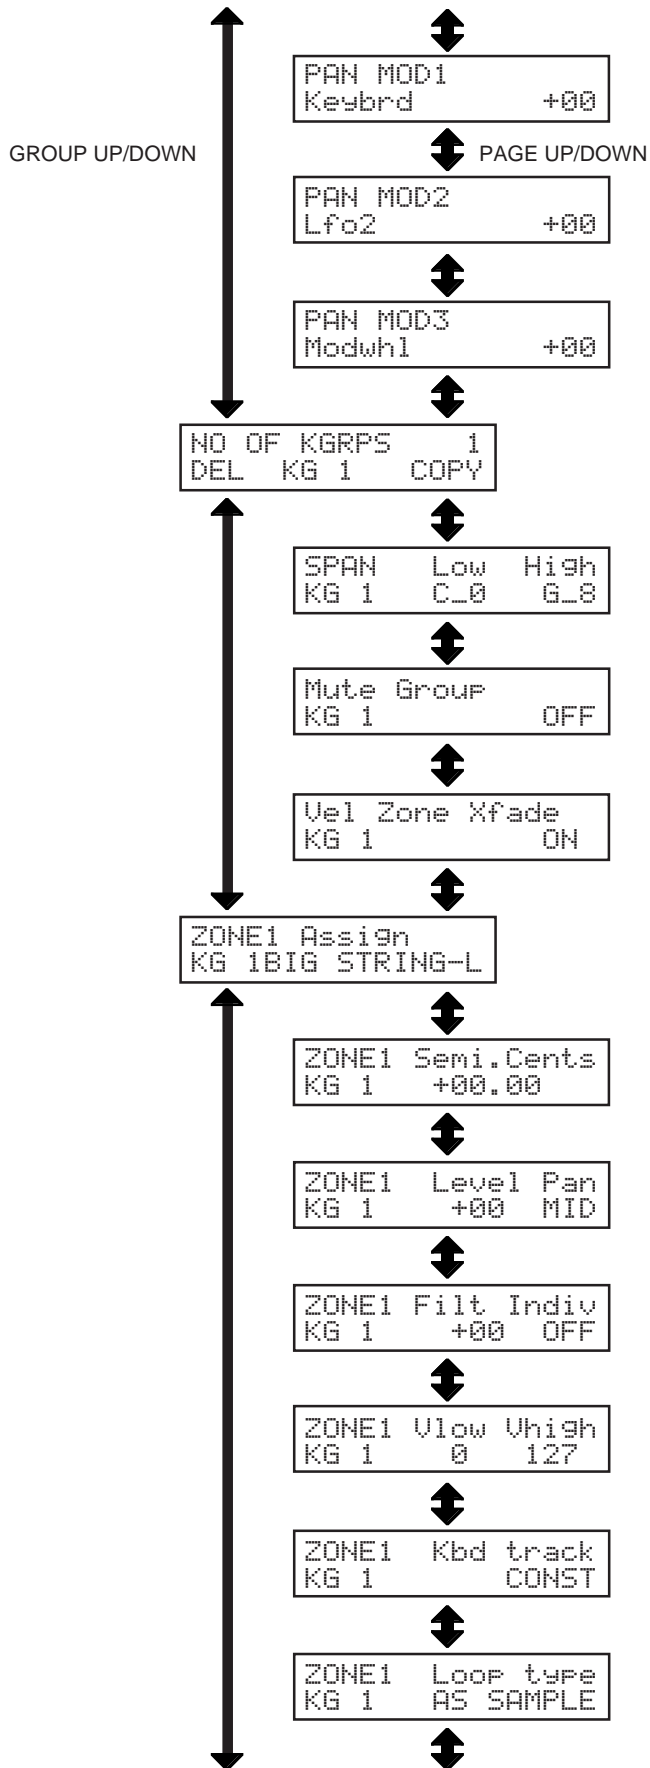 PAN MOD1
Keybrd +00
GROUP UP/DOWN
PAGE UP/DOWN
PAN MOD2
Lfo2 +00
PAN MOD3
Modwhl +00
NO OF KGRPS 1
DEL KG 1 COPY
SPAN Low High
KG 1 C_0 G_8
Mute Group
KG 1 OFF
Vel Zone Xfade
KG 1 ON
ZONE1 Assign
KG 1BIG STRING-L
ZONE1 Semi.Cents
KG 1 +00.00
ZONE1 Level Pan
KG 1 +00 MID
ZONE1 Filt Indiv
KG 1 +00 OFF
ZONE1 Vlow Vhigh
KG 1 0 127
ZONE1 Kbd track
KG 1 CONST
ZONE1 Loop type
KG 1 AS SAMPLE